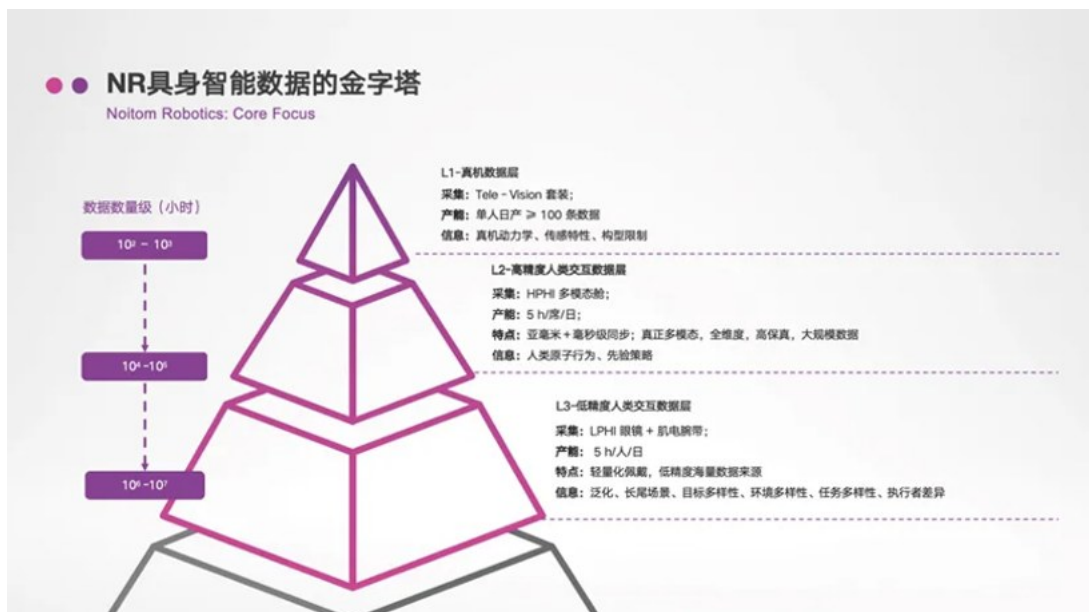 NR具身智能数据的金字塔
Noitom Robotics: Core Focus
数据数量级（小时）
10² – 10³
10⁴ -10⁵
10⁶ -10⁷
L1-真机数据层
采集：Tele - Vision 套装；
产能：单人日产 ≥ 100 条数据
信息：真机动力学、传感特性、构型限制
L2-高精度人类交互数据层
采集：HPHI 多模态舱；
产能：5 h/席/日；
特点：亚毫米＋毫秒级同步；真正多模态，全维度，高保真，大规模数据
信息：人类原子行为、先验策略
L3-低精度人类交互数据层
采集：LPHI 眼镜 + 肌电腕带；
产能： 5 h/人/日
特点：轻量化佩戴，低精度海量数据来源
信息：泛化、长尾场景、目标多样性、环境多样性、任务多样性、执行者差异